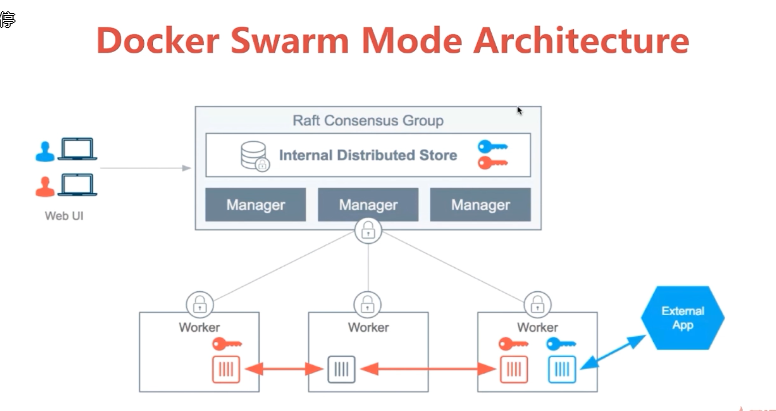 停
Docker Swarm Mode Architecture
Raft Consensus Group
Internal Distributed Store
Manager
Manager
Manager
Web UI
Worker
Worker
Worker
External
App